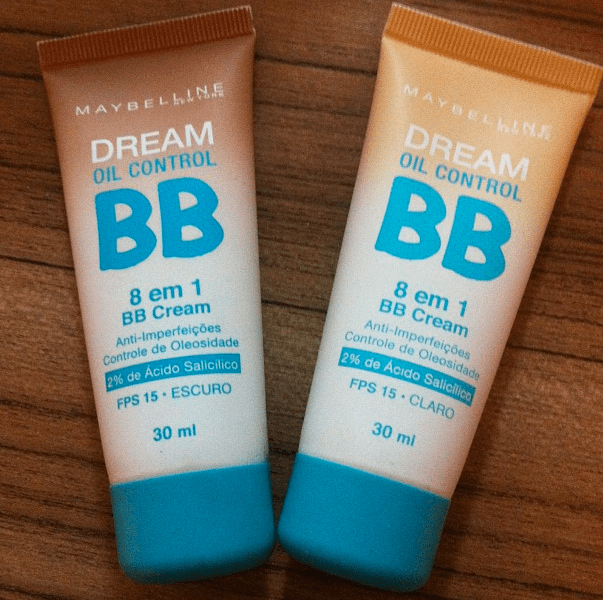 MAYBELLINE
NEW YORK
DREAM
OIL CONTROL
BB
8 em 1
BB Cream
Anti-Imperfeições
Controle de Oleosidade
2% de Ácido Salicílico
FPS 15 • ESCURO
30 ml
MAYBELLINE
DREAM
OIL CONTROL
BB
8 em 1
BB Cream
Anti-Imperfeições
Controle de Oleosidade
2% de Ácido Salicílico
FPS 15 • CLARO
30 ml